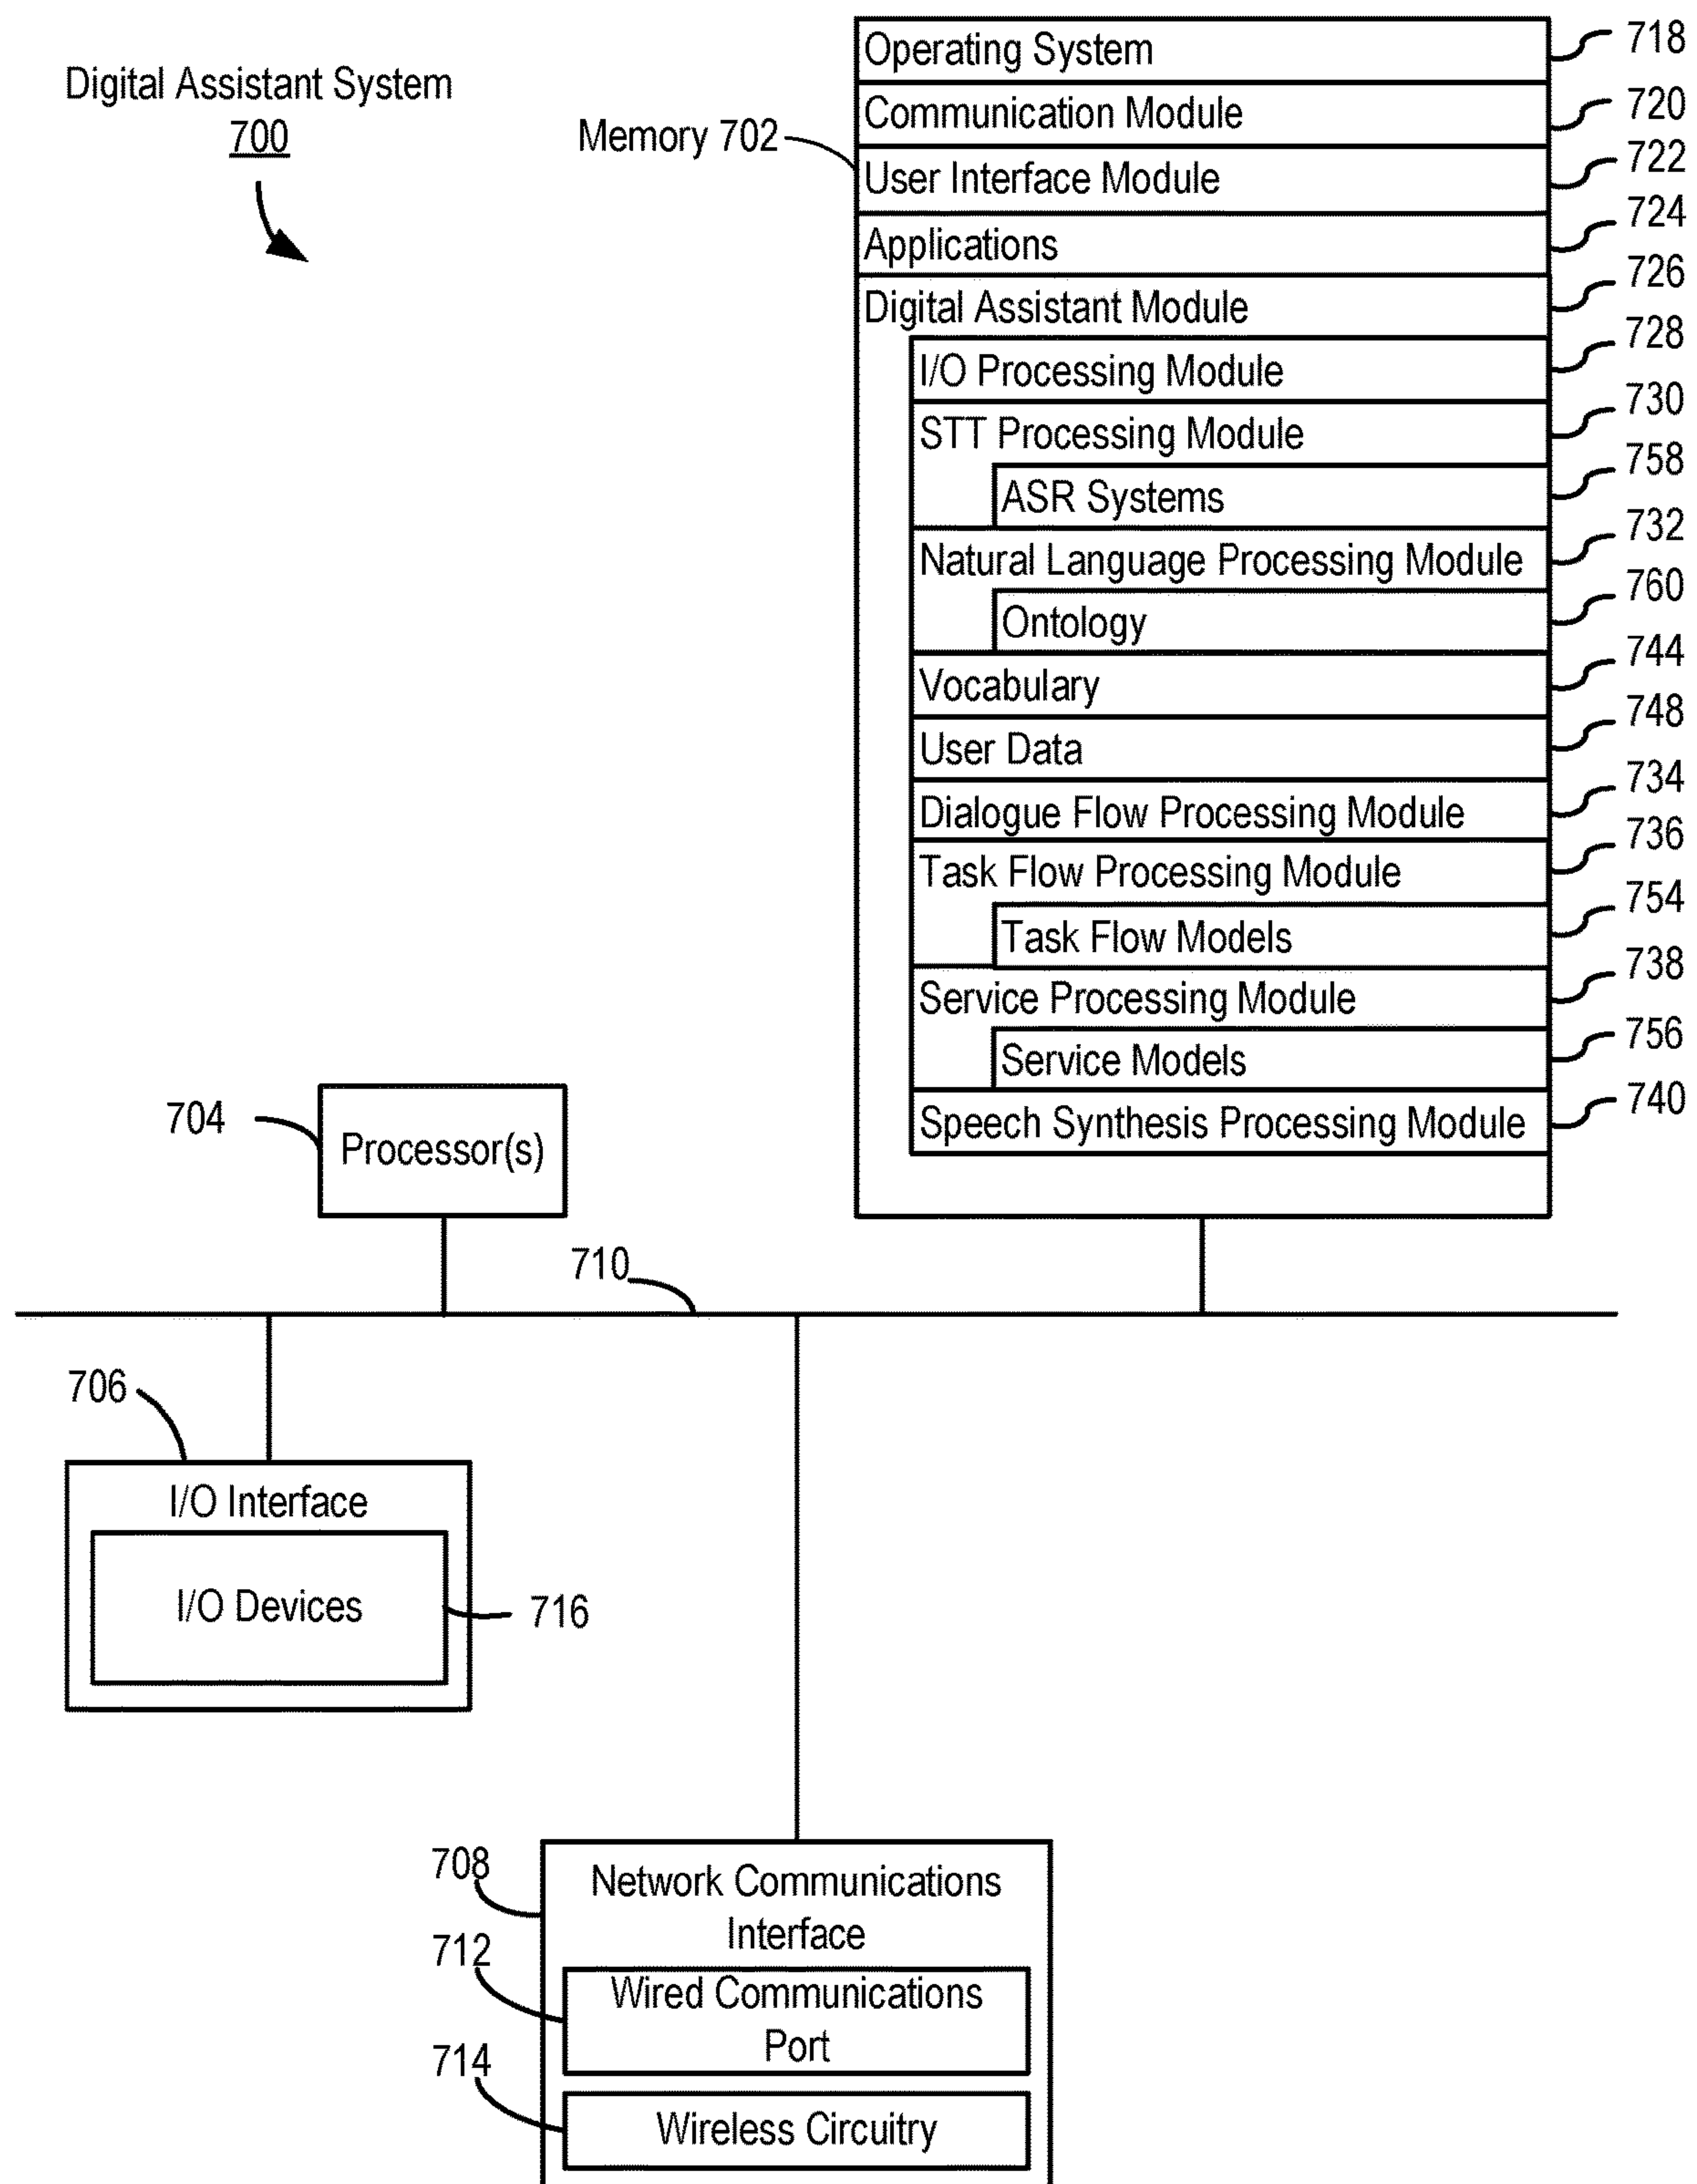 Digital Assistant System
700
Memory 702
Operating System
718
Communication Module
720
User Interface Module
722
Applications
724
Digital Assistant Module
726
I/O Processing Module
728
STT Processing Module
730
ASR Systems
758
Natural Language Processing Module
732
Ontology
760
Vocabulary
744
User Data
748
Dialogue Flow Processing Module
734
Task Flow Processing Module
736
Task Flow Models
754
Service Processing Module
738
Service Models
756
Speech Synthesis Processing Module
740
704
Processor(s)
710
706
I/O Interface
I/O Devices
716
708
Network Communications
Interface
712
Wired Communications
Port
714
Wireless Circuitry